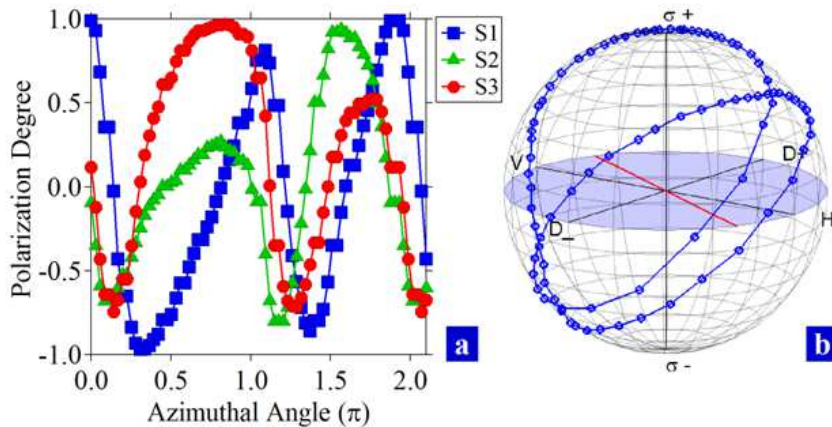 1.0
0.5
0.0
-0.5
-1.0
Polarization Degree
0.0 0.5 1.0 1.5 2.0
Azimuthal Angle (π)
S1
S2
S3
a
σ +
V
D
H
D_
σ -
b